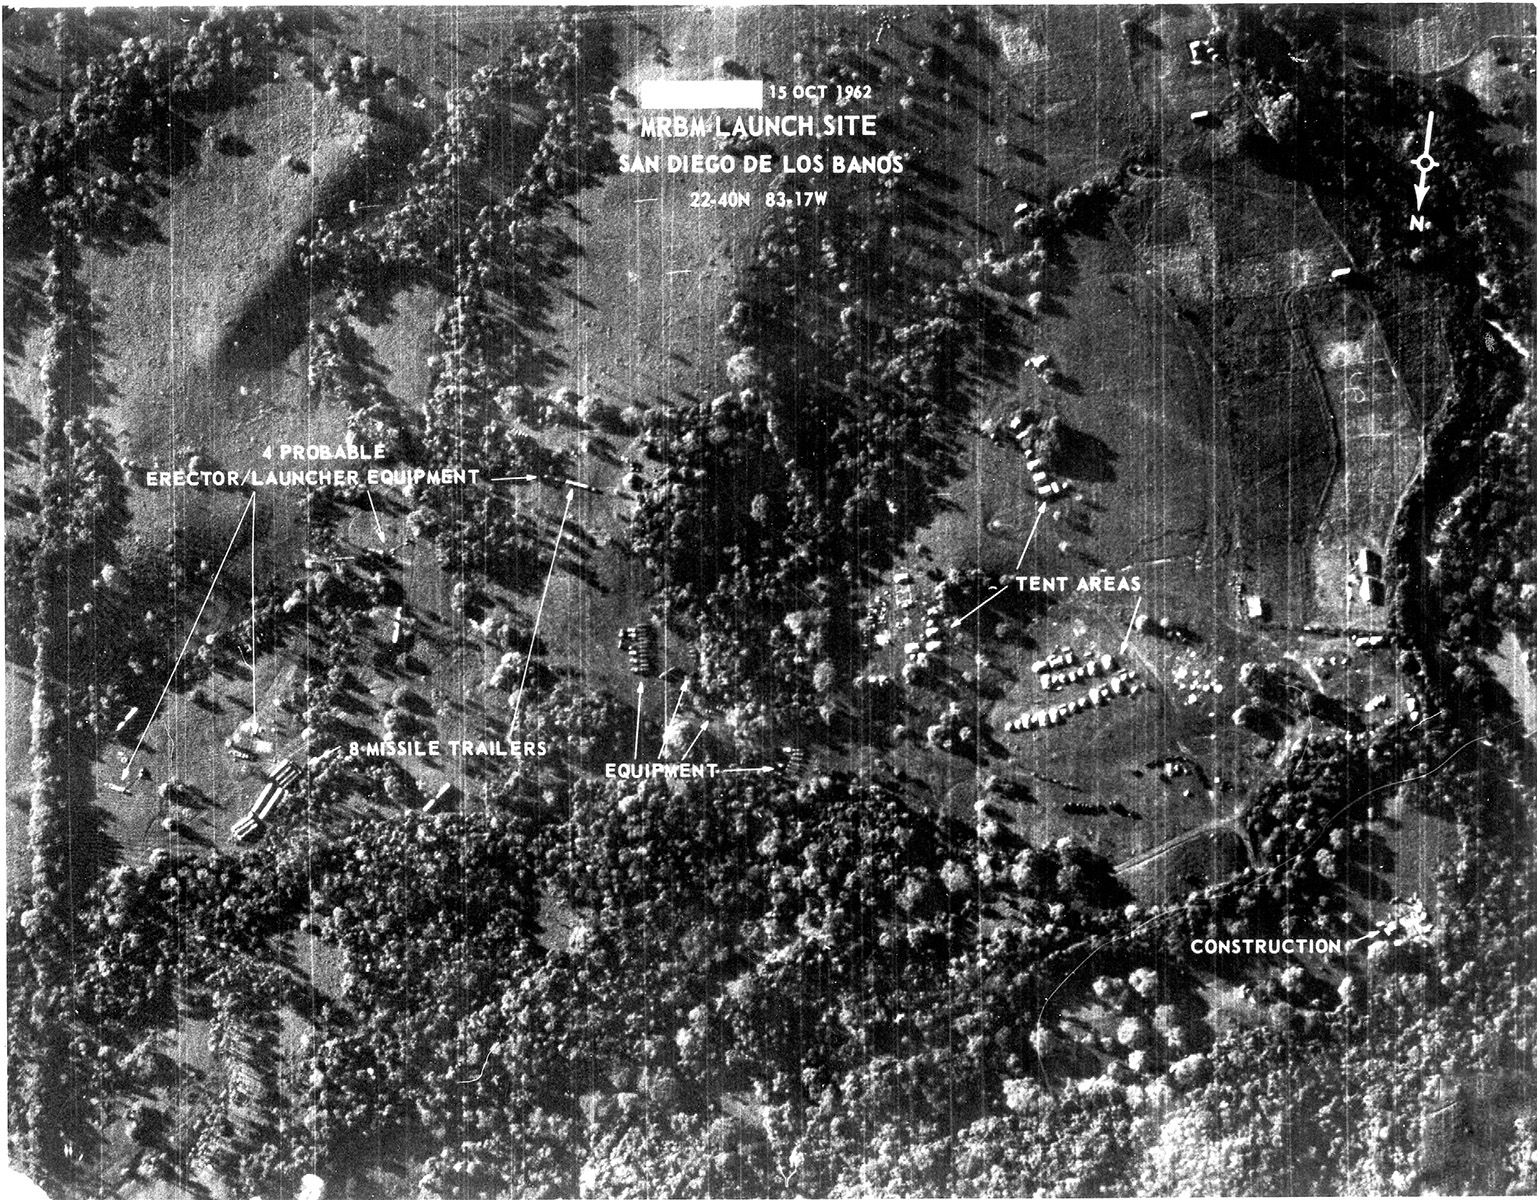 15 OCT 1962
MRBM LAUNCH SITE
SAN DIEGO DE LOS BANOS
22-40N 83-17W
N
4 PROBABLE
ERECTOR/LAUNCHER EQUIPMENT
TENT AREAS
8 MISSILE TRAILERS
EQUIPMENT
CONSTRUCTION